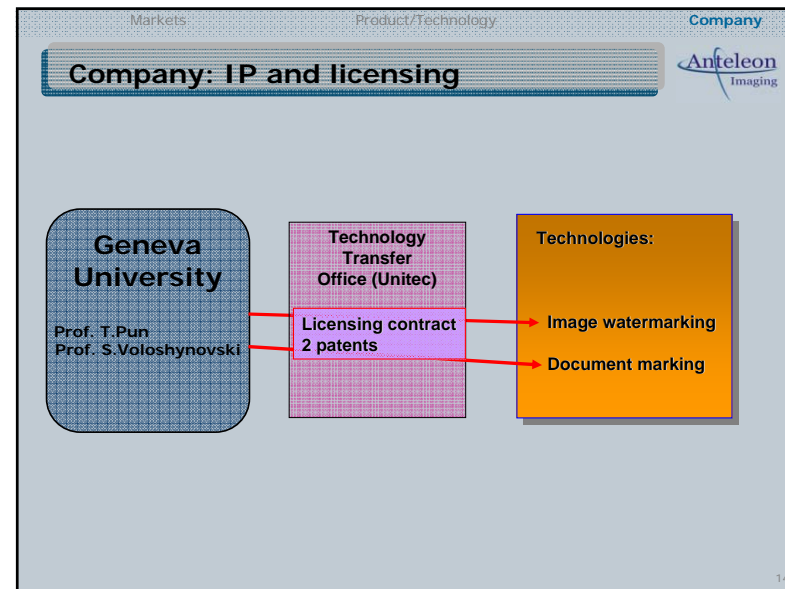 Markets
Product/Technology
Company
Company: IP and licensing
Anteleon
Imaging
Geneva
University
Prof. T.Pun
Prof. S.Voloshynovski
Technology
Transfer
Office (Unitec)
Licensing contract
2 patents
Technologies:
Image watermarking
Document marking